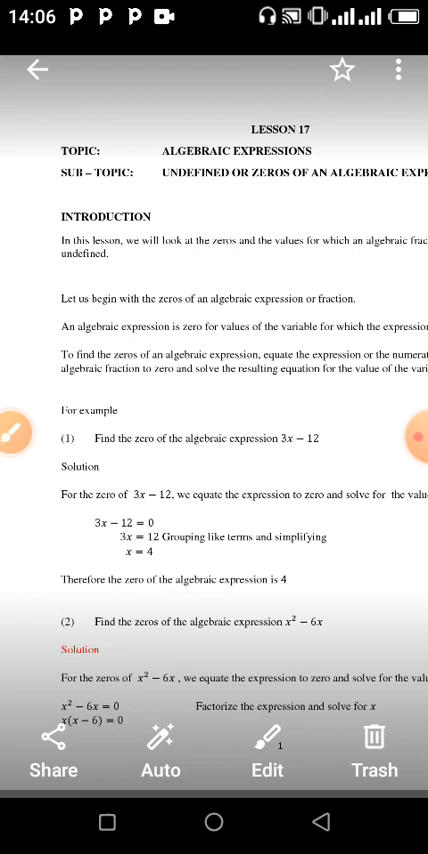 14:06
LESSON 17
TOPIC: ALGEBRAIC EXPRESSIONS
SUB – TOPIC: UNDEFINED OR ZEROS OF AN ALGEBRAIC
INTRODUCTION
In this lesson, we will look at the zeros and the values for which an algebraic
undefined.
Let us begin with the zeros of an algebraic expression or fraction.
An algebraic expression is zero for values of the variable for which the expression
To find the zeros of an algebraic expression, equate the expression or the
algebraic fraction to zero and solve the resulting equation for the value of the
For example
(1) Find the zero of the algebraic expression 3x − 12
Solution
For the zero of 3x − 12, we equate the expression to zero and solve for the
3x − 12 = 0
3x = 12 Grouping like terms and simplifying
x = 4
Therefore the zero of the algebraic expression is 4
(2) Find the zeros of the algebraic expression x² − 6x
Solution
For the zeros of x² − 6x , we equate the expression to zero and solve for the
x² − 6x = 0 Factorize the expression and solve for x
x(x − 6) = 0
1
Share Auto Edit Trash